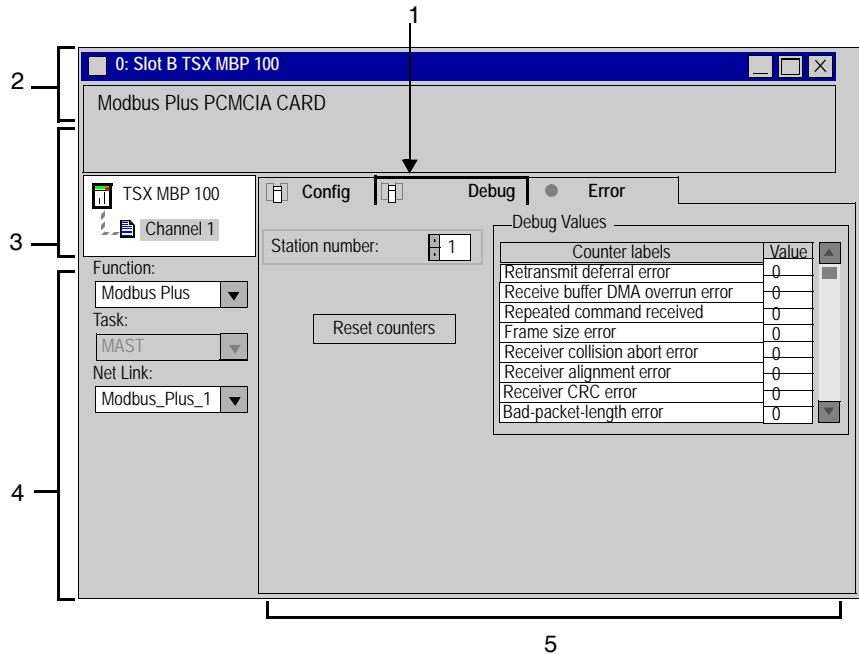 1
2
0: Slot B TSX MBP 100
Modbus Plus PCMCIA CARD
3
TSX MBP 100
Channel 1
Config
Debug
Error
Station number:
1
Reset counters
Debug Values
Counter labels Value
Retransmit deferral error 0
Receive buffer DMA overrun error 0
Repeated command received 0
Frame size error 0
Receiver collision abort error 0
Receiver alignment error 0
Receiver CRC error 0
Bad-packet-length error 0
4
Function:
Modbus Plus
Task:
MAST
Net Link:
Modbus_Plus_1
5